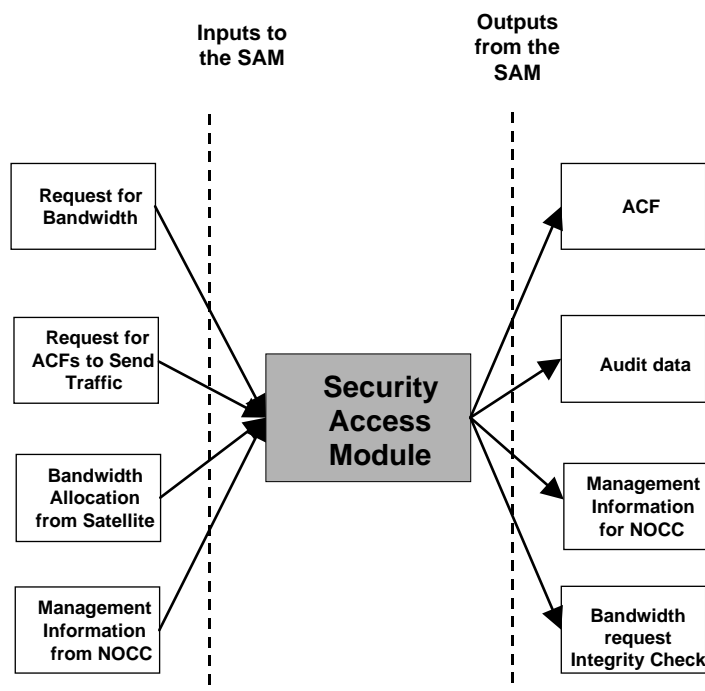 Inputs to
the SAM
Outputs
from the
SAM
Request for
Bandwidth
Request for
ACFs to Send
Traffic
Bandwidth
Allocation
from Satellite
Management
Information
from NOCC
Security
Access
Module
ACF
Audit data
Management
Information
for NOCC
Bandwidth
request
Integrity Check